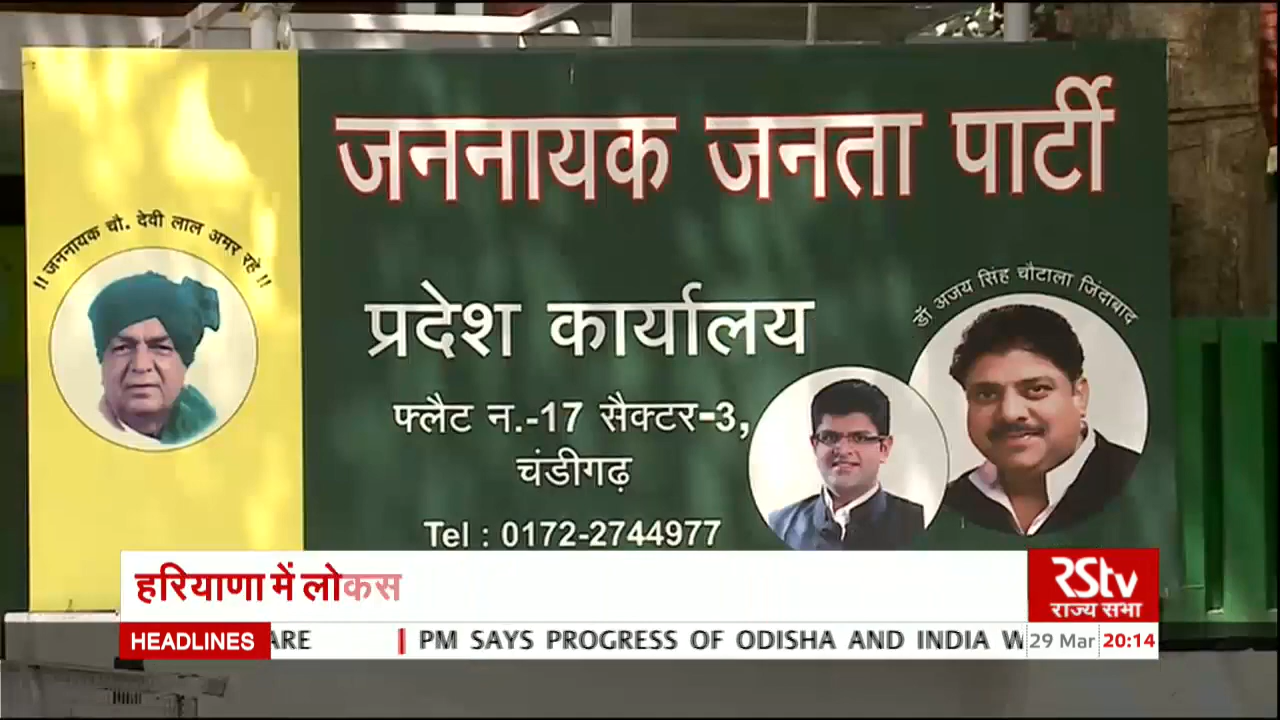 जननायक जनता पार्टी
!! जननायक चौ. देवी लाल अमर रहे !!
डॉ अजय सिंह चौटाला जिंदाबाद
प्रदेश कार्यालय
फ्लैट न.-17 सैक्टर-3,
चंडीगढ़
Tel : 0172-2744977
हरियाणा में लोकस
RStv
राज्य सभा
HEADLINES ARE | PM SAYS PROGRESS OF ODISHA AND INDIA W 29 Mar 20:14